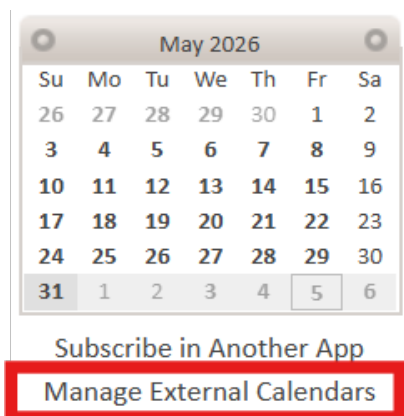 May 2026
Su Mo Tu We Th Fr Sa
26 27 28 29 30 1 2
3 4 5 6 7 8 9
10 11 12 13 14 15 16
17 18 19 20 21 22 23
24 25 26 27 28 29 30
31 1 2 3 4 5 6
Subscribe in Another App
Manage External Calendars